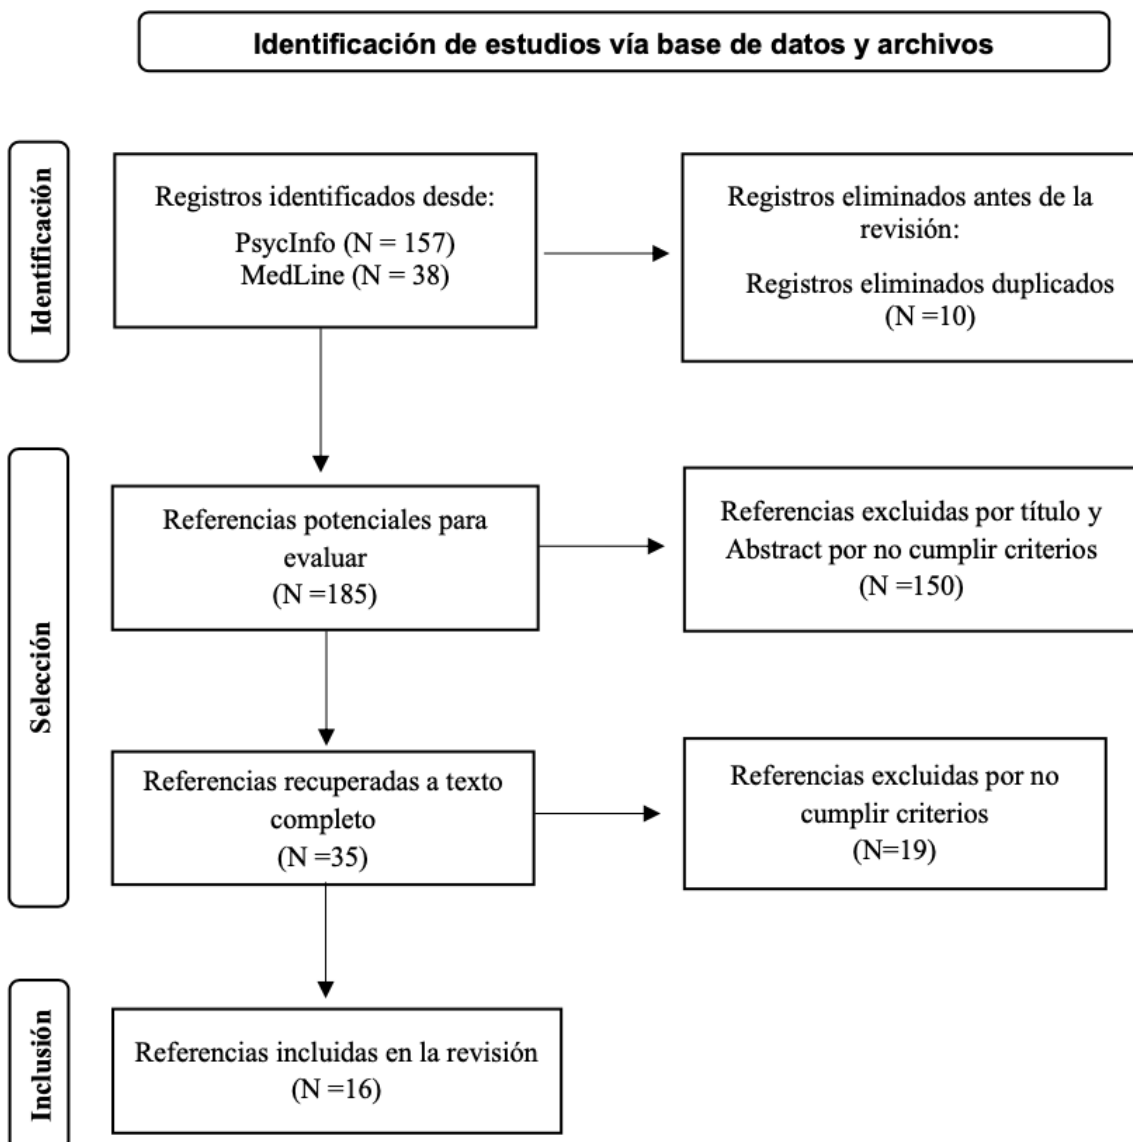 Identificación de estudios vía base de datos y archivos
Identificación
Registros identificados desde:
PsycInfo (N = 157)
MedLine (N = 38)
Registros eliminados antes de la
revisión:
Registros eliminados duplicados
(N =10)
Selección
Referencias potenciales para
evaluar
(N =185)
Referencias excluidas por título y
Abstract por no cumplir criterios
(N =150)
Referencias recuperadas a texto
completo
(N =35)
Referencias excluidas por no
cumplir criterios
(N=19)
Inclusión
Referencias incluidas en la revisión
(N =16)